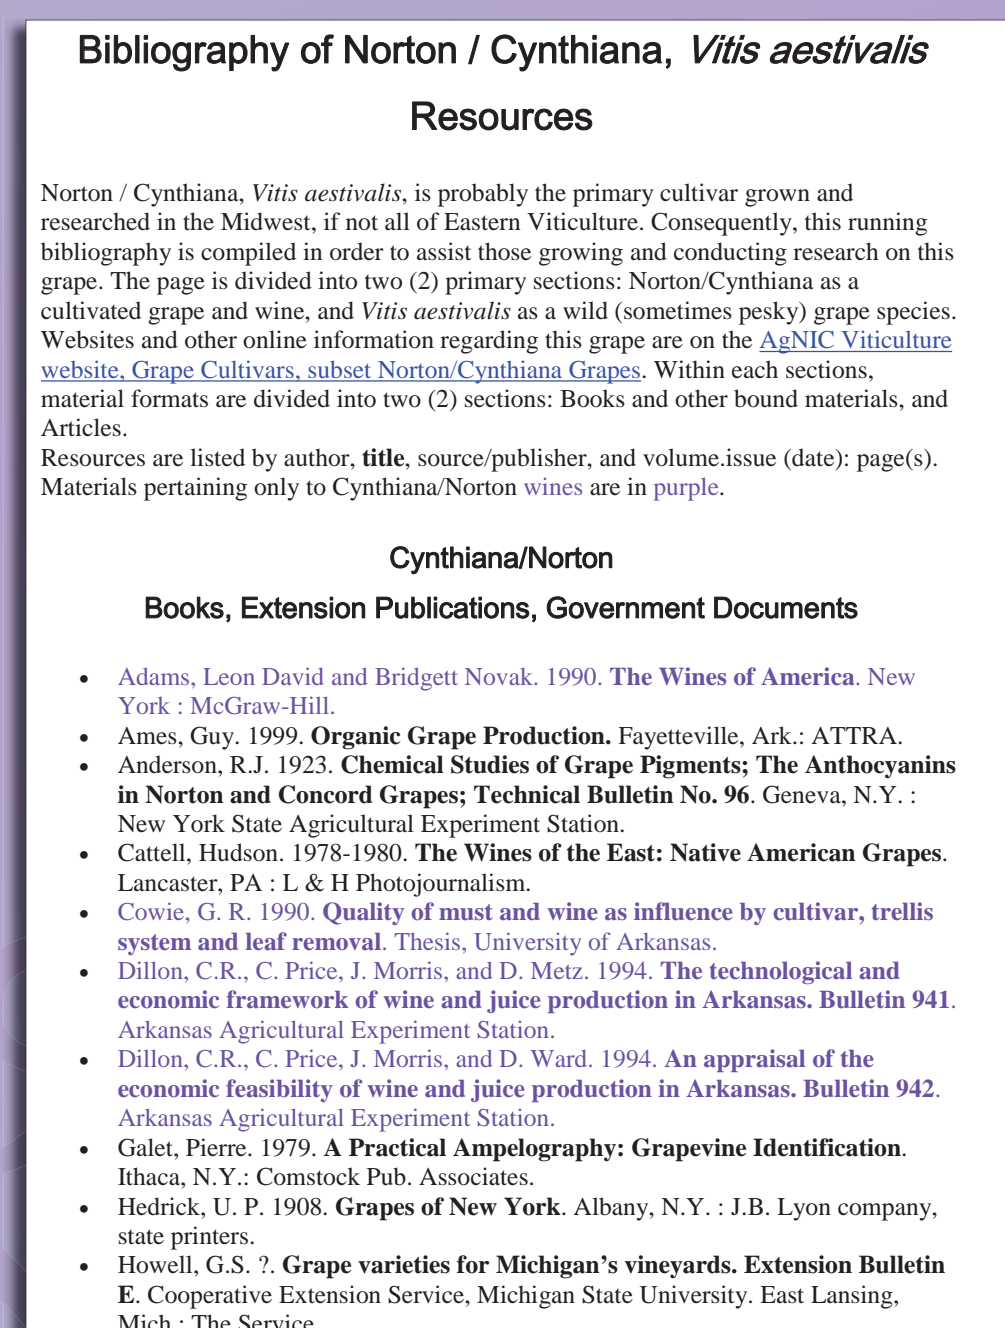 Bibliography of Norton / Cynthiana, Vitis aestivalis
Resources
Norton / Cynthiana, Vitis aestivalis, is probably the primary cultivar grown and
researched in the Midwest, if not all of Eastern Viticulture. Consequently, this running
bibliography is compiled in order to assist those growing and conducting research on this
grape. The page is divided into two (2) primary sections: Norton/Cynthiana as a
cultivated grape and wine, and Vitis aestivalis as a wild (sometimes pesky) grape species.
Websites and other online information regarding this grape are on the AgNIC Viticulture
website, Grape Cultivars, subset Norton/Cynthiana Grapes. Within each sections,
material formats are divided into two (2) sections: Books and other bound materials, and
Articles.
Resources are listed by author, title, source/publisher, and volume.issue (date): page(s).
Materials pertaining only to Cynthiana/Norton wines are in purple.
Cynthiana/Norton
Books, Extension Publications, Government Documents
• Adams, Leon David and Bridgett Novak. 1990. The Wines of America. New
York : McGraw-Hill.
• Ames, Guy. 1999. Organic Grape Production. Fayetteville, Ark.: ATTRA.
• Anderson, R.J. 1923. Chemical Studies of Grape Pigments; The Anthocyanins
in Norton and Concord Grapes; Technical Bulletin No. 96. Geneva, N.Y. :
New York State Agricultural Experiment Station.
• Cattell, Hudson. 1978-1980. The Wines of the East: Native American Grapes.
Lancaster, PA : L & H Photojournalism.
• Cowie, G. R. 1990. Quality of must and wine as influence by cultivar, trellis
system and leaf removal. Thesis, University of Arkansas.
• Dillon, C.R., C. Price, J. Morris, and D. Metz. 1994. The technological and
economic framework of wine and juice production in Arkansas. Bulletin 941.
Arkansas Agricultural Experiment Station.
• Dillon, C.R., C. Price, J. Morris, and D. Ward. 1994. An appraisal of the
economic feasibility of wine and juice production in Arkansas. Bulletin 942.
Arkansas Agricultural Experiment Station.
• Galet, Pierre. 1979. A Practical Ampelography: Grapevine Identification.
Ithaca, N.Y.: Comstock Pub. Associates.
• Hedrick, U. P. 1908. Grapes of New York. Albany, N.Y. : J.B. Lyon company,
state printers.
• Howell, G.S. ?. Grape varieties for Michigan's vineyards. Extension Bulletin
E. Cooperative Extension Service, Michigan State University. East Lansing,
Mich : The Service